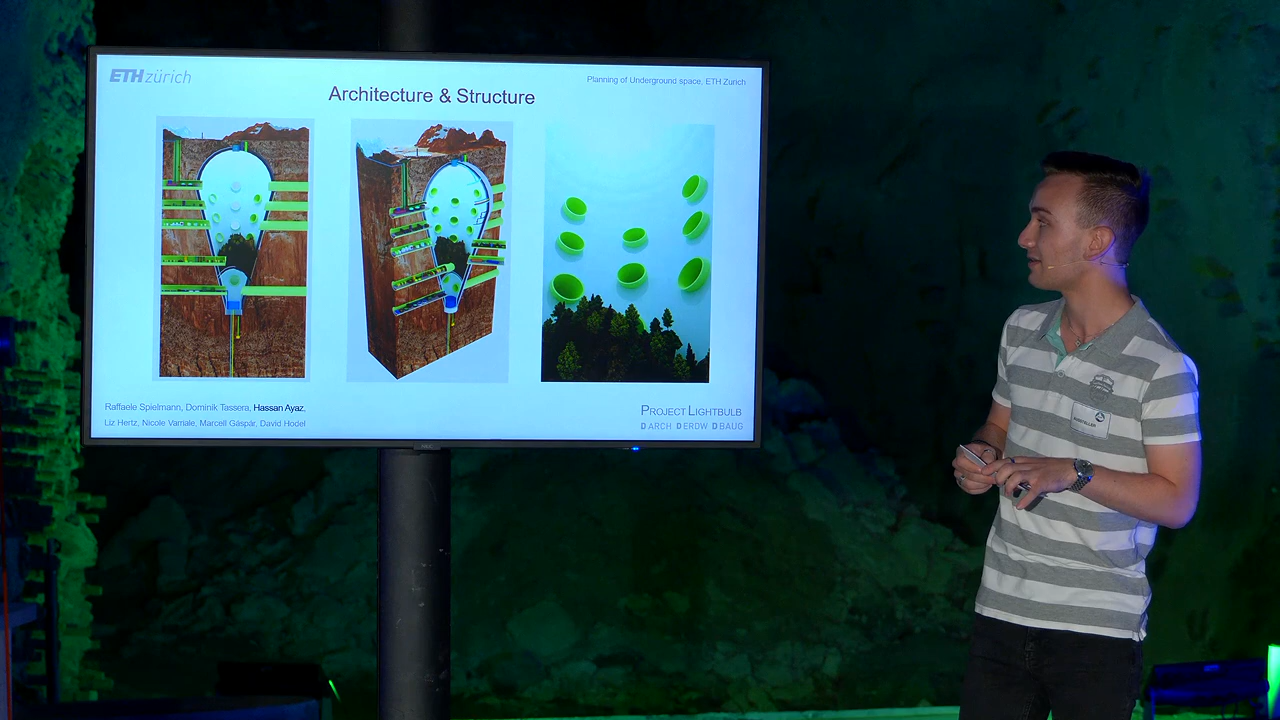 ETH zürich
Planning of Underground space, ETH Zurich
Architecture & Structure
Raffaele Spielmann, Dominik Tassera, Hassan Ayaz,
Liz Hertz, Nicole Varriale, Marcell Gáspár, David Hodel
PROJECT LIGHTBULB
D ARCH D ERDW D BAUG